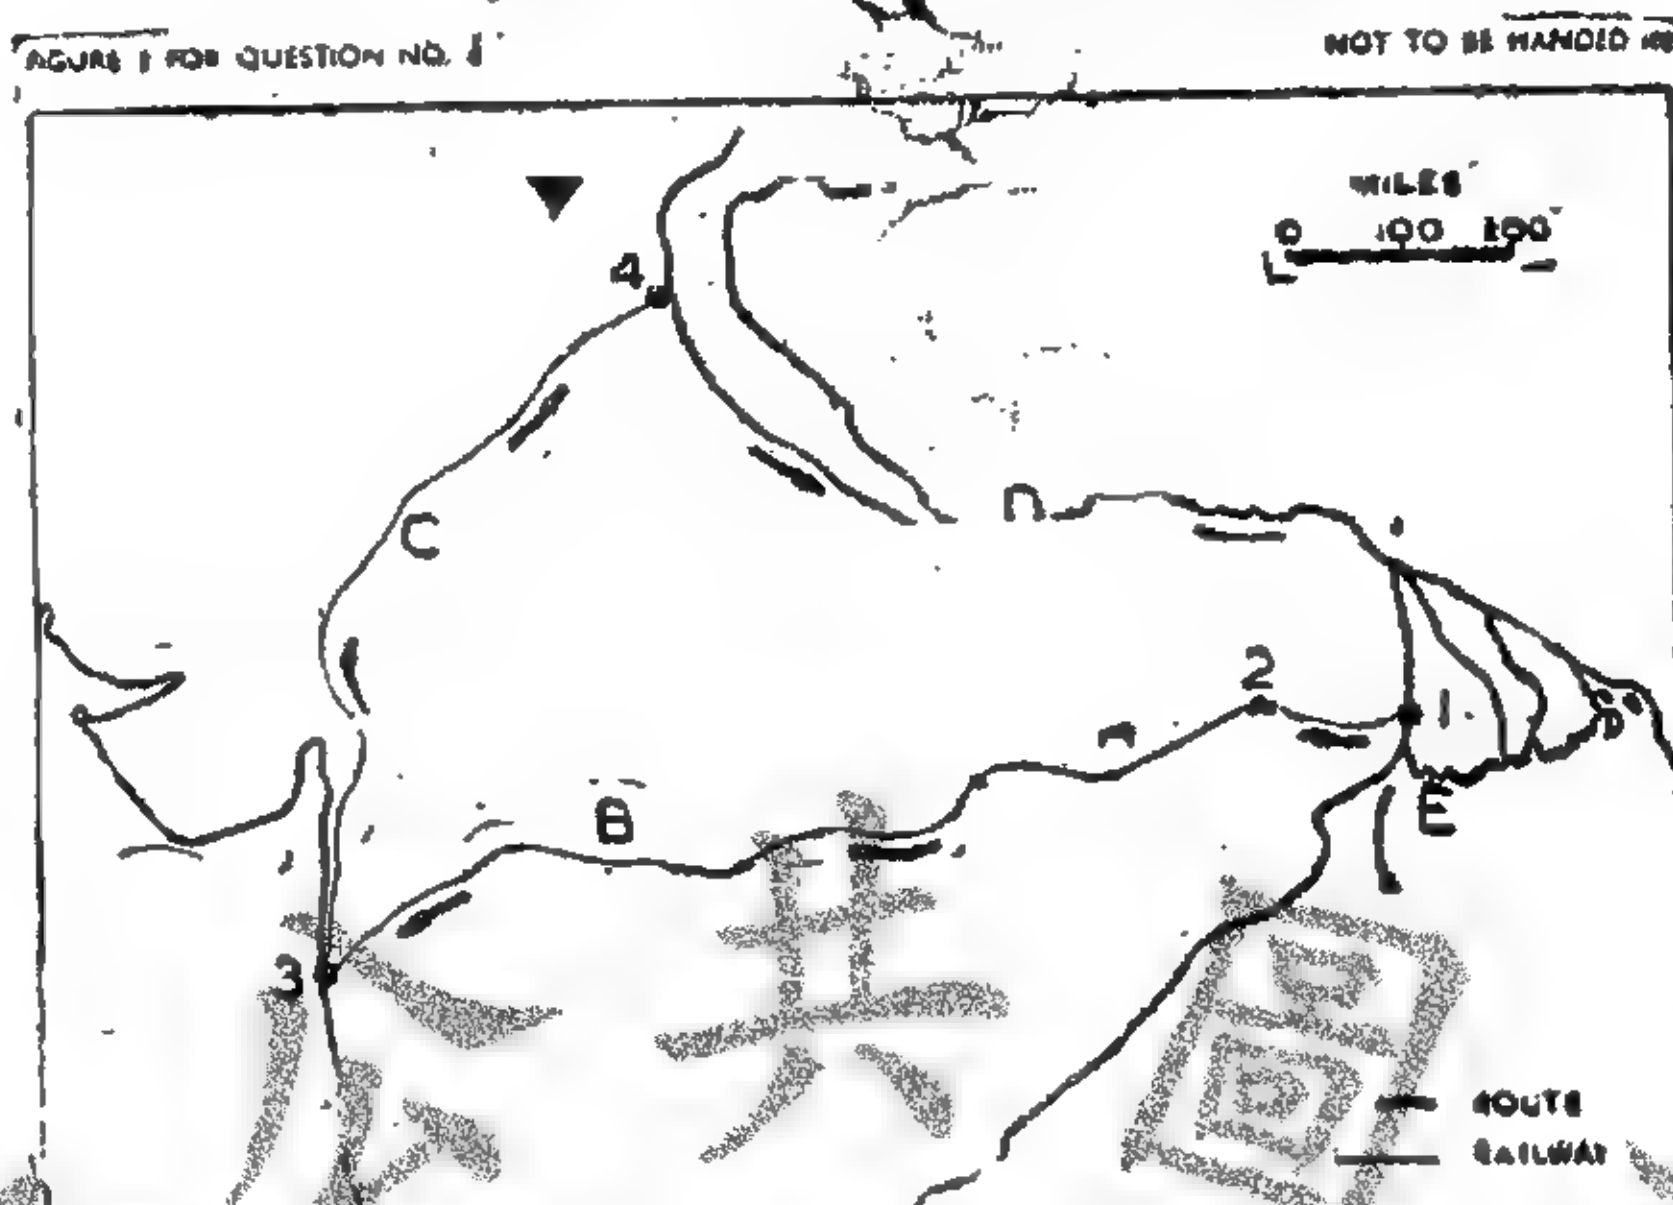 FIGURE 1 FOR QUESTION NO.
NOT TO BE HANDED
MILES
0 100 200
4
C
D
2
1
A
B
E
3
ROUTE
RAILWAY